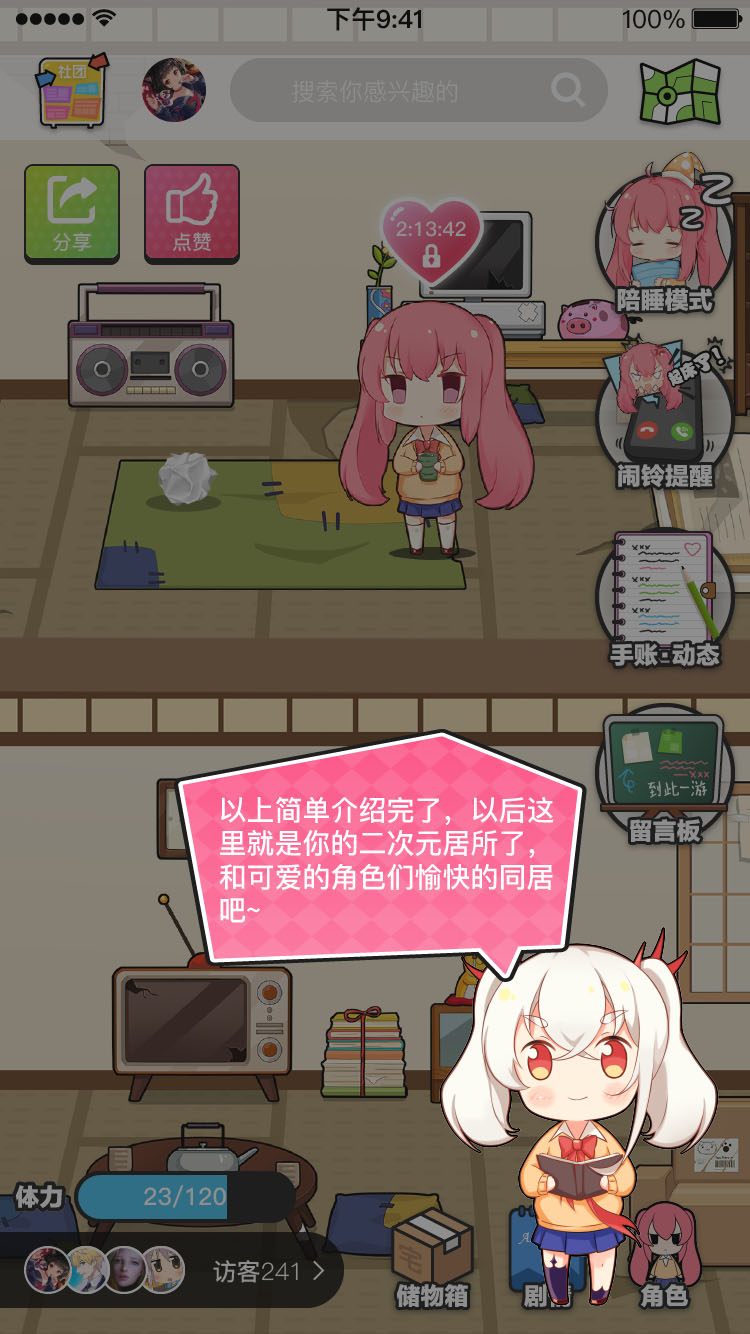 下午9:41
100%
社团
搜索你感兴趣的
分享
点赞
2:13:42
Z
Z
陪睡模式
起床了!
闹铃提醒
手账·动态
到此一游
留言板
以上简单介绍完了，以后这
里就是你的二次元居所了，
和可爱的角色们愉快的同居
吧~
体力
23/120
访客241
宅
储物箱
角色